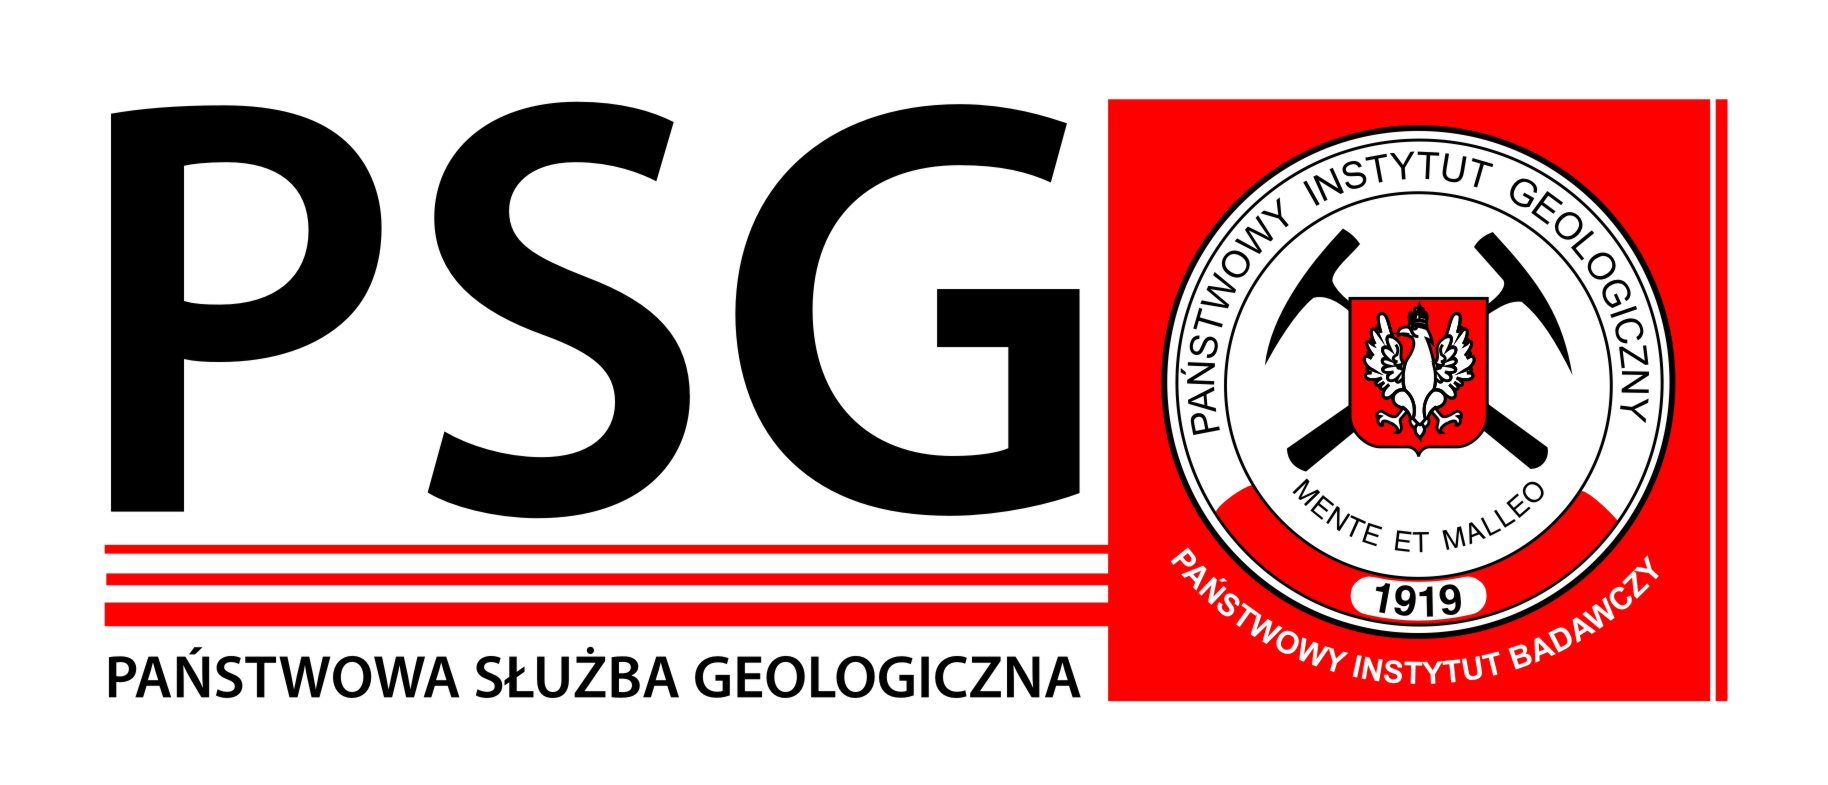 PSG
PAŃSTWOWA SŁUŻBA GEOLOGICZNA
PAŃSTWOWY INSTYTUT GEOLOGICZNY
MENTE ET MALLEO
1919
PAŃSTWOWY INSTYTUT BADAWCZY